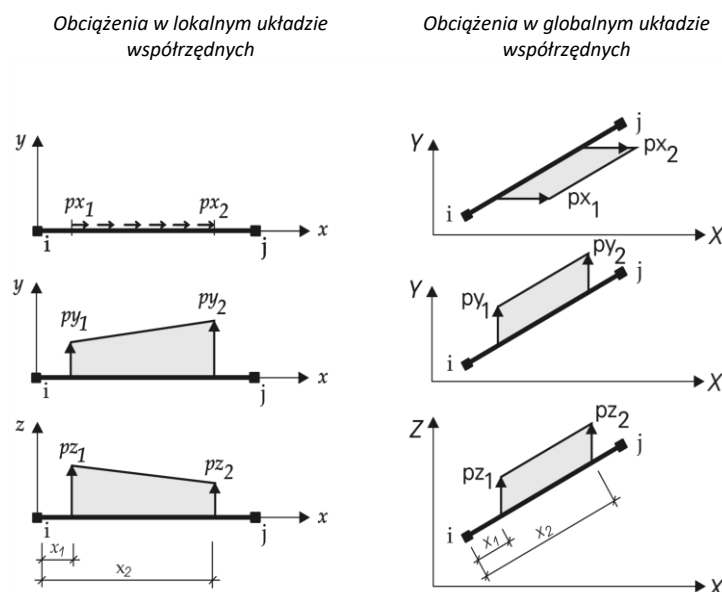 Obciążenia w lokalnym układzie
współrzędnych
y
px₁ px₂
i j x
y
py₁ py₂
i j x
z
pz₁ pz₂
i j x
x₁
x₂
Obciążenia w globalnym układzie
współrzędnych
Y
j
px₂
i px₁
X
Y
py₂
j
py₁
i
X
Z
pz₂
j
pz₁
i
x₁ x₂
X